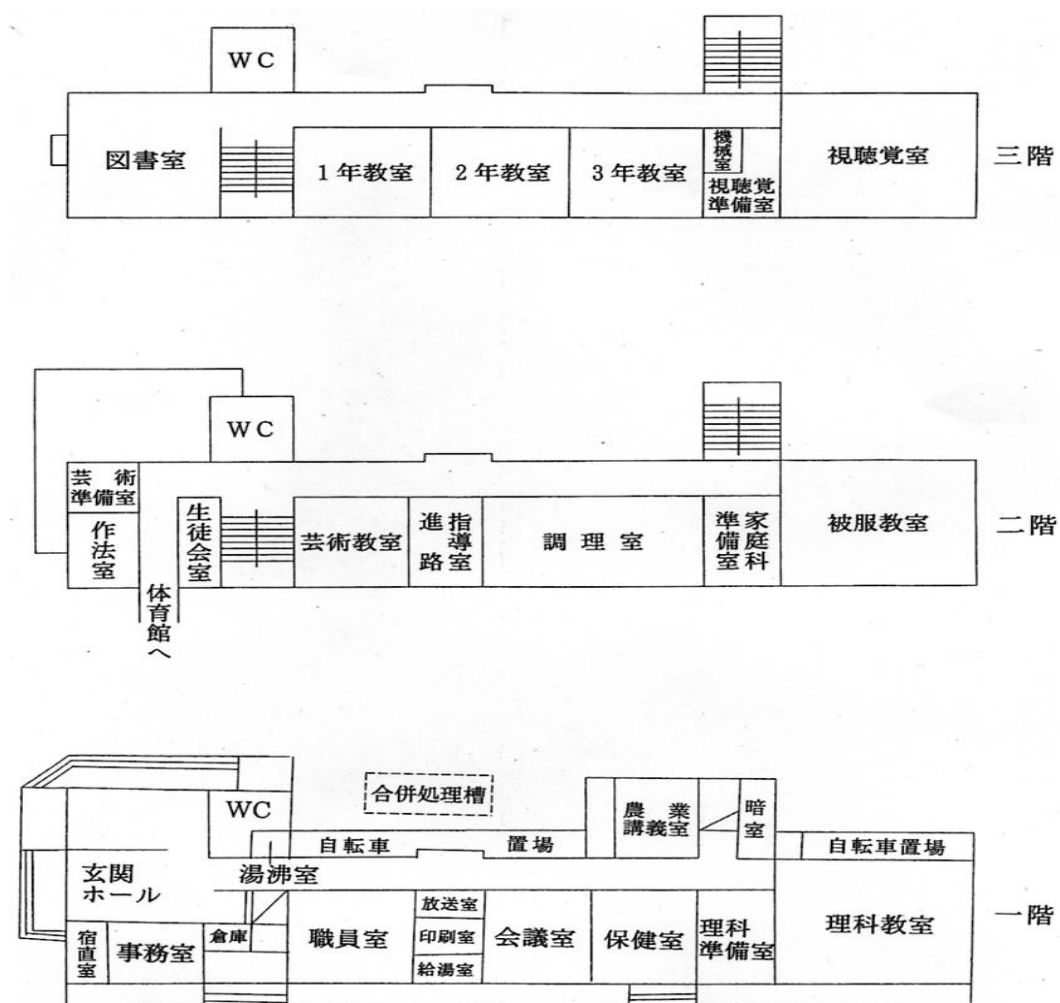 WC
図書室
1年教室
2年教室
3年教室
機械室
視聴覚
準備室
視聴覚室
三階
WC
芸術
準備室
作法室
生徒会室
体育館へ
芸術教室
進路
指導室
調理室
家庭科
準備室
被服教室
二階
WC
合併処理槽
自転車 置場
農業
講義室
暗室
自転車置場
湯沸室
玄関
ホール
宿直室
事務室
倉庫
職員室
放送室
印刷室
給湯室
会議室
保健室
理科
準備室
理科教室
一階